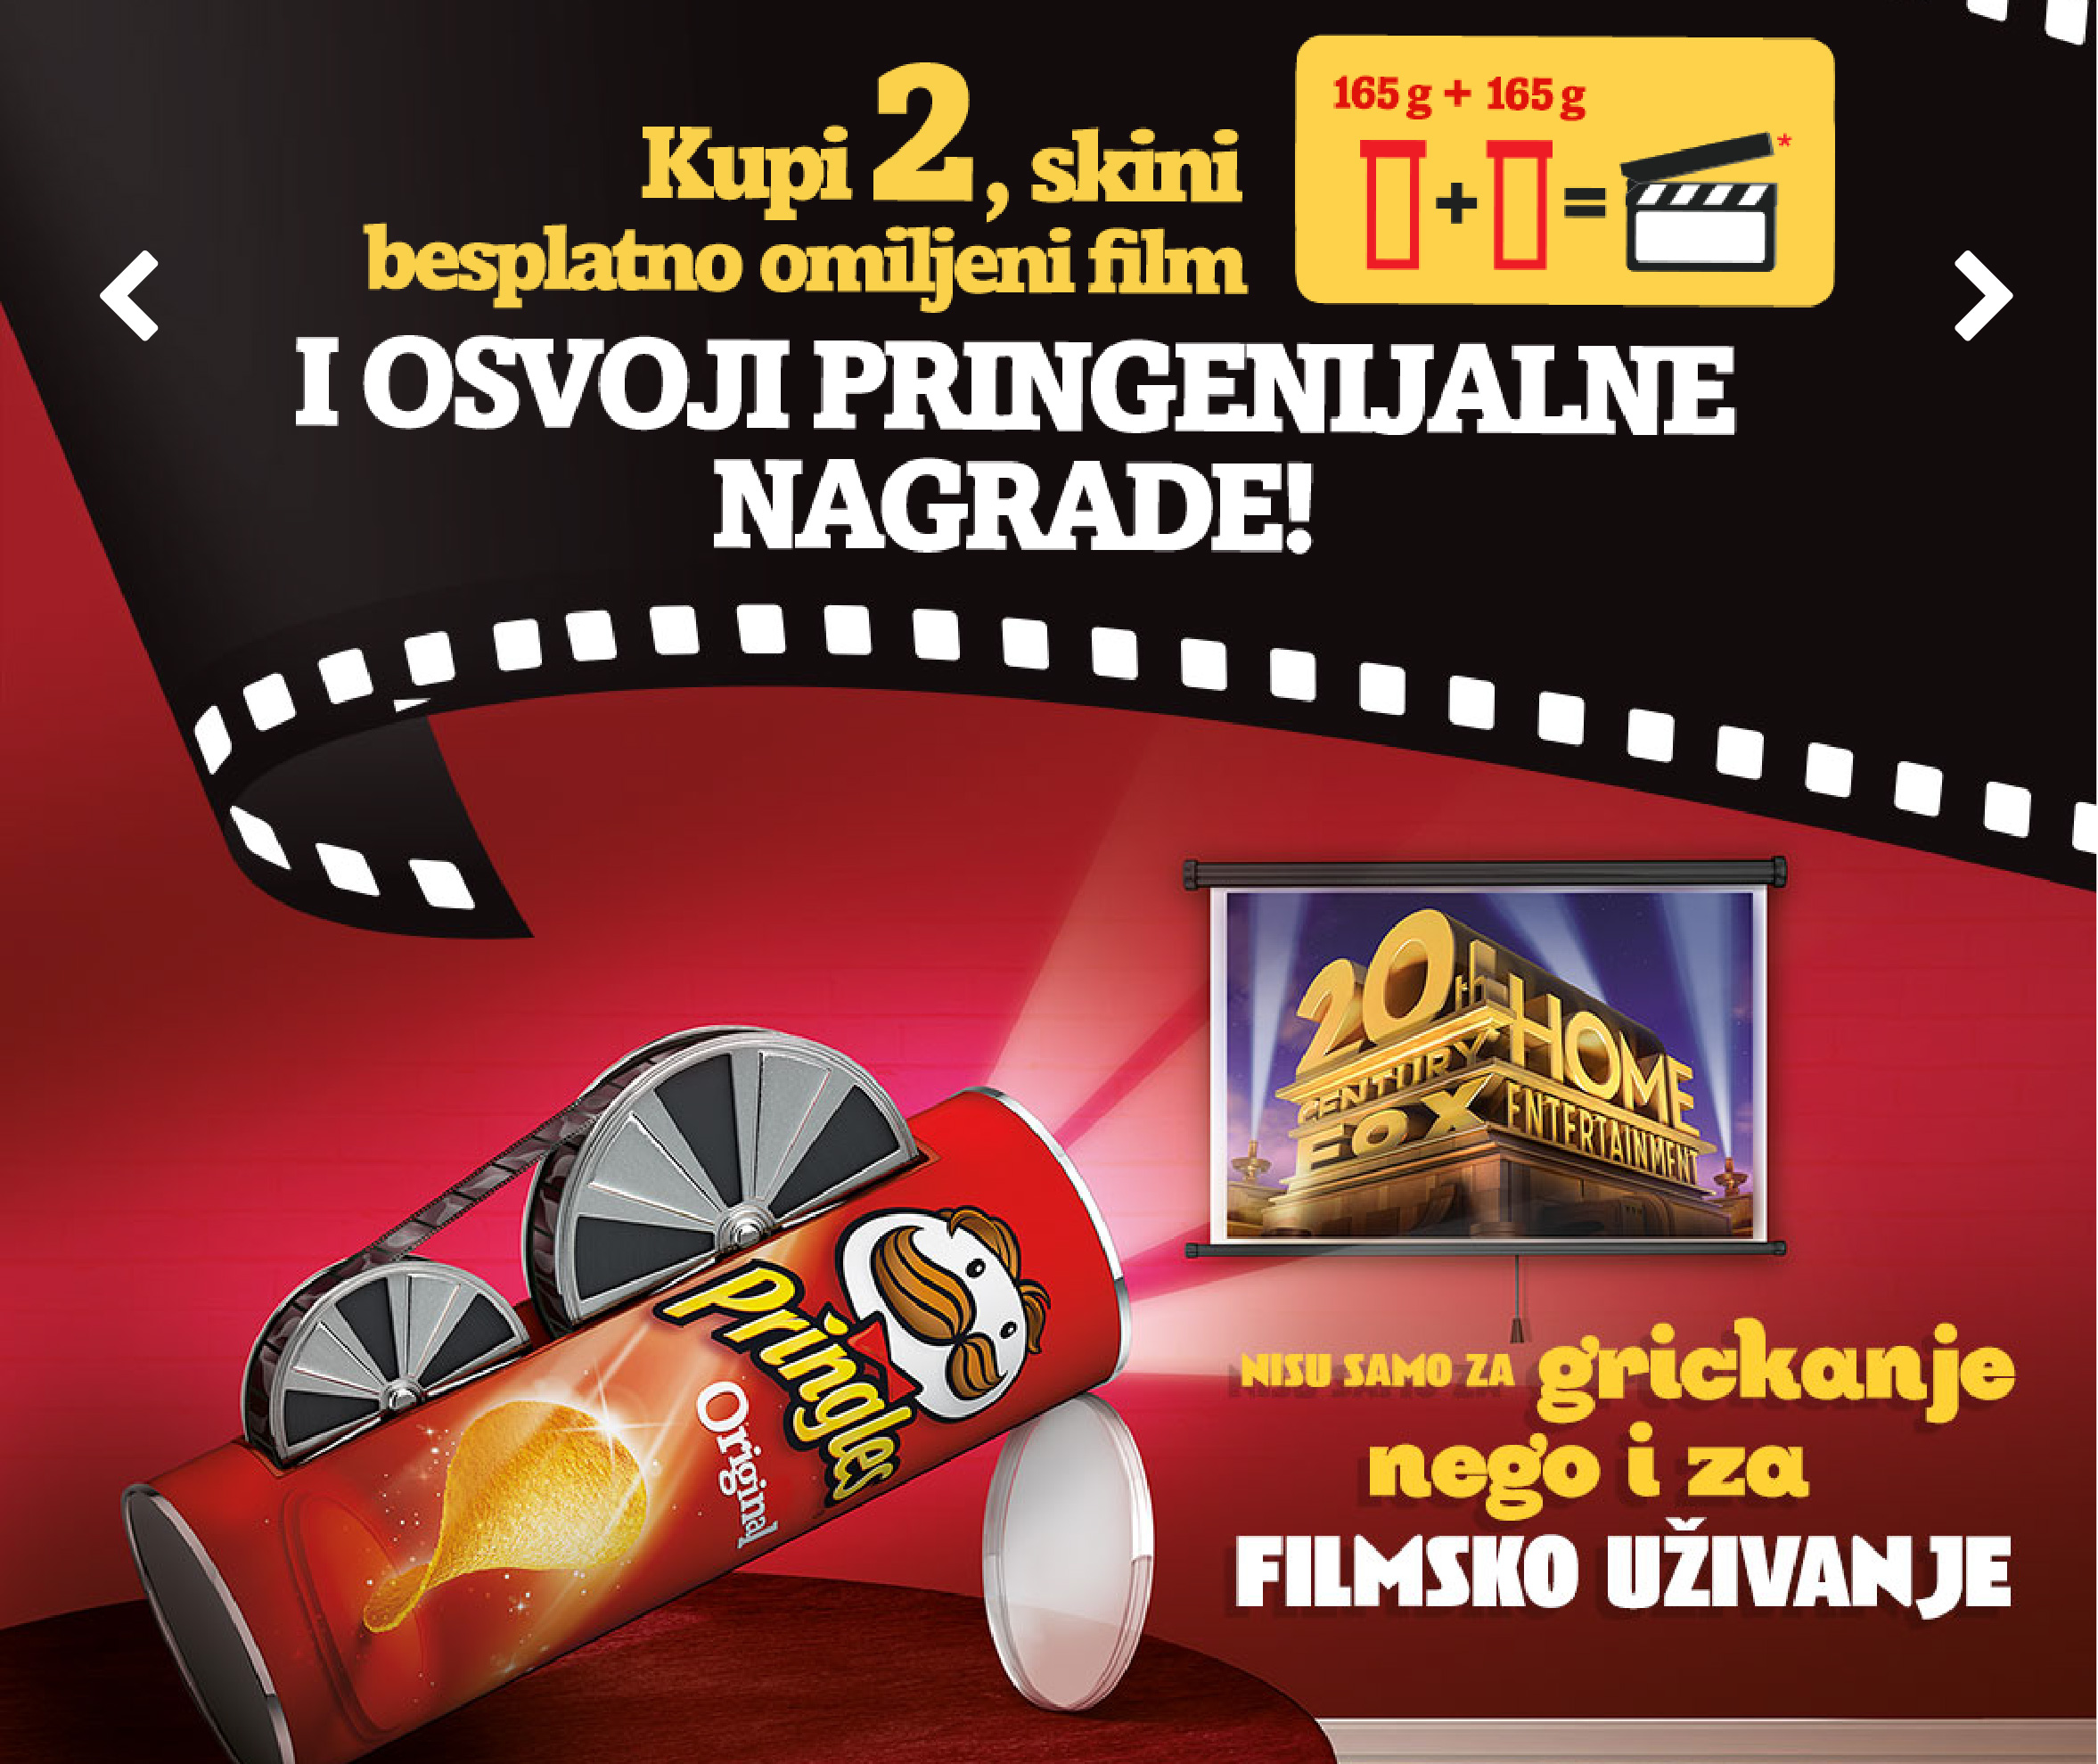 Kupi 2, skini
besplatno omiljeni film
165 g + 165 g
+ = *
I OSVOJI PRINGENIJALNE
NAGRADE!
20th
CENTURY
FOX
HOME
ENTERTAINMENT
Pringles
Original
NISU SAMO ZA grickanje
nego i za
FILMSKO UŽIVANJE